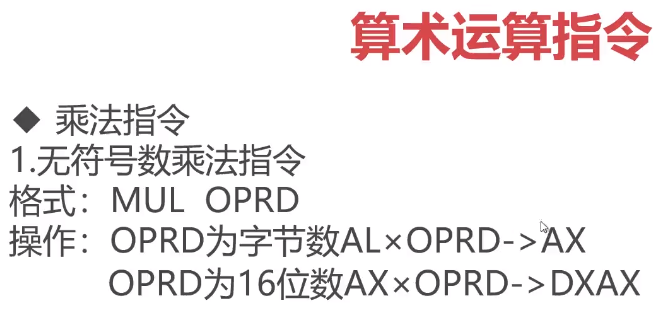 算术运算指令
◆ 乘法指令
1.无符号数乘法指令
格式：MUL OPRD
操作：OPRD为字节数AL×OPRD->AX
OPRD为16位数AX×OPRD->DXAX